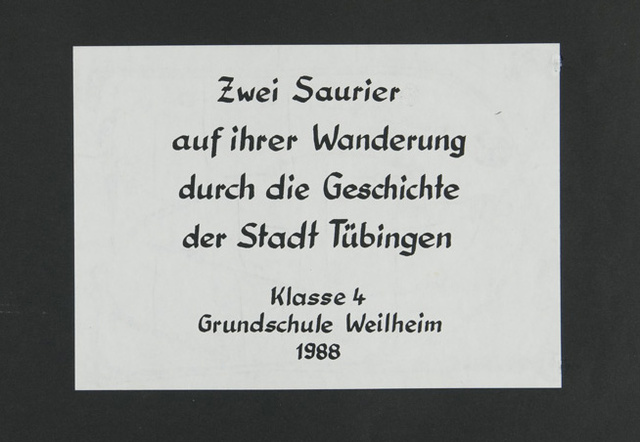 Zwei Saurier
auf ihrer Wanderung
durch die Geschichte
der Stadt Tübingen
Klasse 4
Grundschule Weilheim
1988